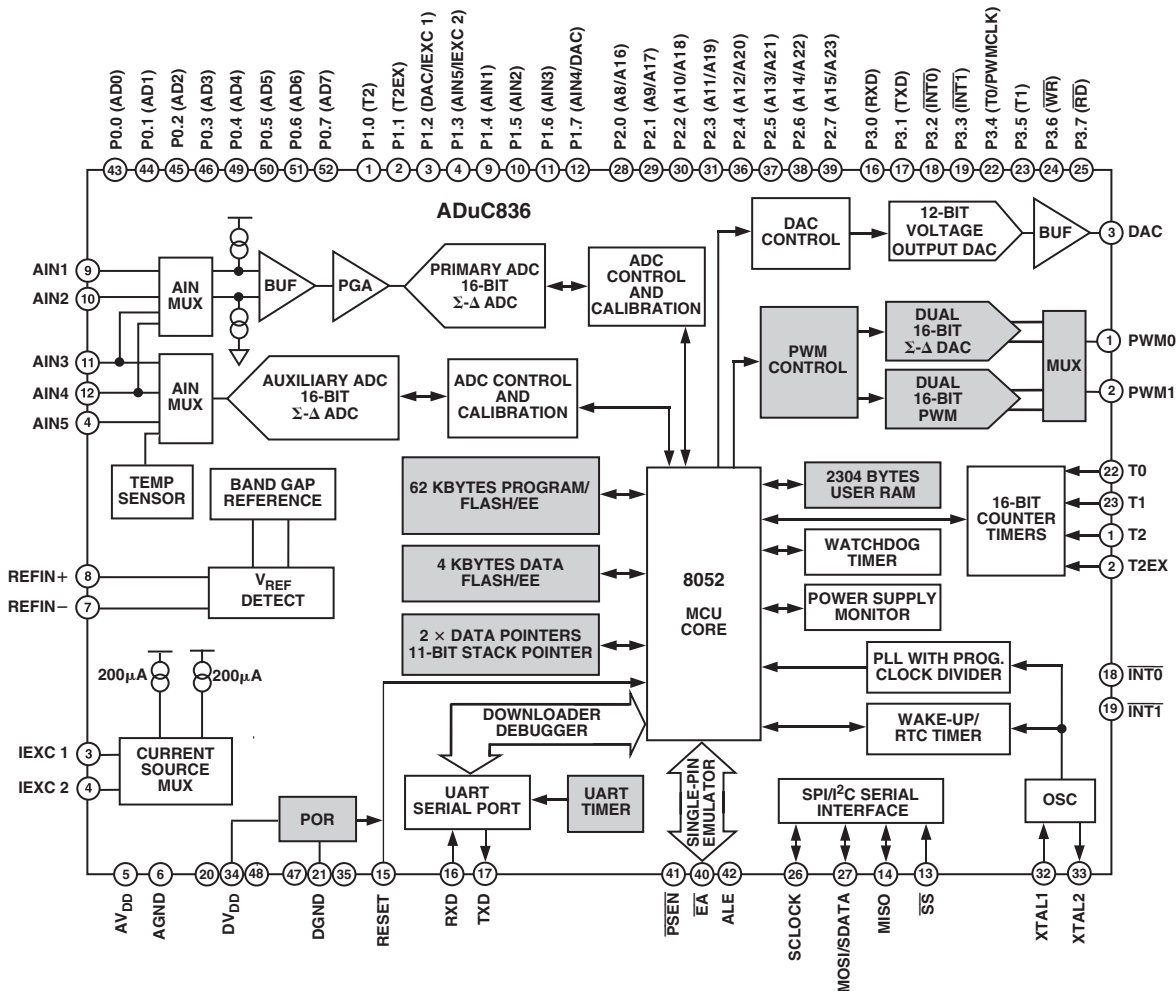 P0.0 (AD0)
P0.1 (AD1)
P0.2 (AD2)
P0.3 (AD3)
P0.4 (AD4)
P0.5 (AD5)
P0.6 (AD6)
P0.7 (AD7)
P1.0 (T2)
P1.1 (T2EX)
P1.2 (DAC/IEXC 1)
P1.3 (AIN5/IEXC 2)
P1.4 (AIN1)
P1.5 (AIN2)
P1.6 (AIN3)
P1.7 (AIN4/DAC)
P2.0 (A8/A16)
P2.1 (A9/A17)
P2.2 (A10/A18)
P2.3 (A11/A19)
P2.4 (A12/A20)
P2.5 (A13/A21)
P2.6 (A14/A22)
P2.7 (A15/A23)
P3.0 (RXD)
P3.1 (TXD)
P3.2 (INT0)
P3.3 (INT1)
P3.4 (T0/PWMCLK)
P3.5 (T1)
P3.6 (WR)
P3.7 (RD)
43 44 45 46 49 50 51 52 1 2 3 4 9 10 11 12 28 29 30 31 36 37 38 39 16 17 18 19 22 23 24 25
ADuC836
AIN1 9
AIN2 10
AIN3 11
AIN4 12
AIN5 4
AIN
MUX
BUF
PGA
PRIMARY ADC
16-BIT
Σ-Δ ADC
ADC
CONTROL
AND
CALIBRATION
DAC
CONTROL
12-BIT
VOLTAGE
OUTPUT DAC
BUF
3 DAC
AIN
MUX
AUXILIARY ADC
16-BIT
Σ-Δ ADC
ADC CONTROL
AND
CALIBRATION
PWM
CONTROL
DUAL
16-BIT
Σ-Δ DAC
DUAL
16-BIT
PWM
MUX
1 PWM0
2 PWM1
TEMP
SENSOR
BAND GAP
REFERENCE
VREF
DETECT
REFIN+ 8
REFIN− 7
62 KBYTES PROGRAM/
FLASH/EE
4 KBYTES DATA
FLASH/EE
2 × DATA POINTERS
11-BIT STACK POINTER
8052
MCU
CORE
2304 BYTES
USER RAM
WATCHDOG
TIMER
POWER SUPPLY
MONITOR
PLL WITH PROG.
CLOCK DIVIDER
WAKE-UP/
RTC TIMER
16-BIT
COUNTER
TIMERS
22 T0
23 T1
1 T2
2 T2EX
18 INT0
19 INT1
200µA
200µA
IEXC 1 3
IEXC 2 4
CURRENT
SOURCE
MUX
DOWNLOADER
DEBUGGER
POR
UART
SERIAL PORT
UART
TIMER
SINGLE-PIN
EMULATOR
SPI/I2C SERIAL
INTERFACE
OSC
5 6 20 34 48 47 21 35 15 16 17 41 40 42 26 27 14 13 32 33
AVDD
AGND
DVDD
DGND
RESET
RXD
TXD
PSEN
EA
ALE
SCLOCK
MOSI/SDATA
MISO
SS
XTAL1
XTAL2